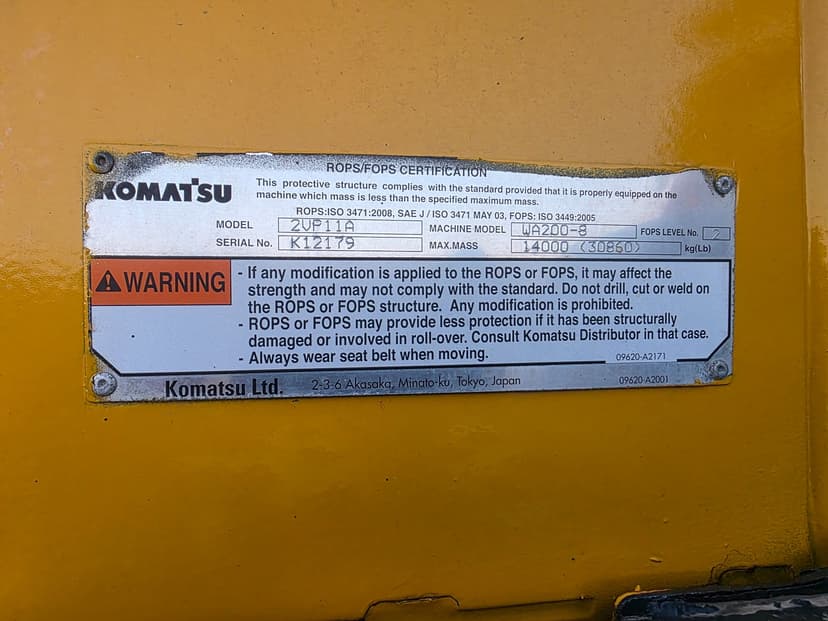 ROPS/FOPS CERTIFICATION
KOMATSU
This protective structure complies with the standard provided that it is properly equipped on the
machine which mass is less than the specified maximum mass.
ROPS:ISO 3471:2008, SAE J / ISO 3471 MAY 03, FOPS: ISO 3449:2005
MODEL 2VP11A MACHINE MODEL WA200-8 FOPS LEVEL No. 2
SERIAL No. K12179 MAX.MASS 14000 (30860) kg(Lb)
WARNING
- If any modification is applied to the ROPS or FOPS, it may affect the
strength and may not comply with the standard. Do not drill, cut or weld on
the ROPS or FOPS structure. Any modification is prohibited.
- ROPS or FOPS may provide less protection if it has been structurally
damaged or involved in roll-over. Consult Komatsu Distributor in that case.
- Always wear seat belt when moving.
09620-A2171
Komatsu Ltd. 2-3-6 Akasaka, Minato-ku, Tokyo, Japan
09620-A2001